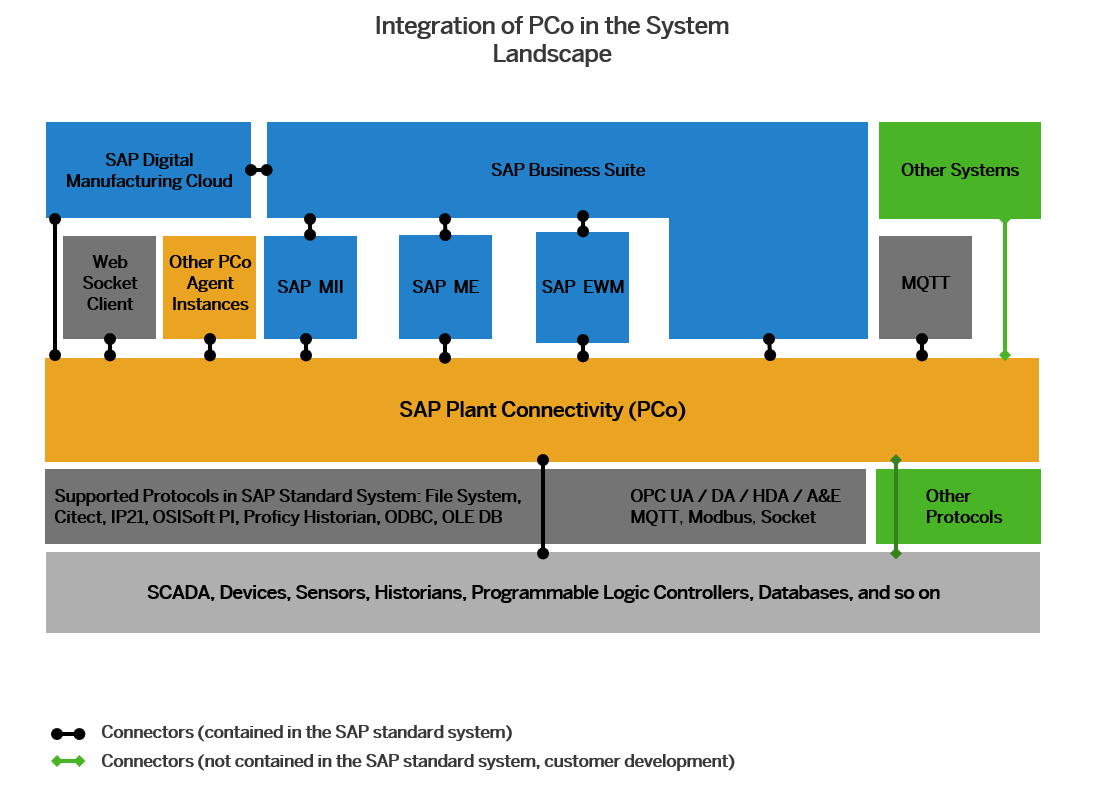 Integration of PCo in the System
Landscape
SAP Digital
Manufacturing Cloud
SAP Business Suite
Other Systems
Web
Socket
Client
Other PCo
Agent
Instances
SAP MII
SAP ME
SAP EWM
MQTT
SAP Plant Connectivity (PCo)
Supported Protocols in SAP Standard System: File System,
Citect, IP21, OSISoft PI, Proficy Historian, ODBC, OLE DB
OPC UA / DA / HDA / A&E
MQTT, Modbus, Socket
Other
Protocols
SCADA, Devices, Sensors, Historians, Programmable Logic Controllers, Databases, and so on
Connectors (contained in the SAP standard system)
Connectors (not contained in the SAP standard system, customer development)